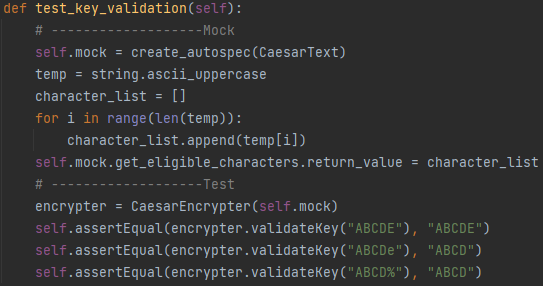 def test_key_validation(self):
    # -------------------Mock
    self.mock = create_autospec(CaesarText)
    temp = string.ascii_uppercase
    character_list = []
    for i in range(len(temp)):
        character_list.append(temp[i])
    self.mock.get_eligible_characters.return_value = character_list
    # -------------------Test
    encrypter = CaesarEncrypter(self.mock)
    self.assertEqual(encrypter.validateKey("ABCDE"), "ABCDE")
    self.assertEqual(encrypter.validateKey("ABCDe"), "ABCD")
    self.assertEqual(encrypter.validateKey("ABCD%"), "ABCD")